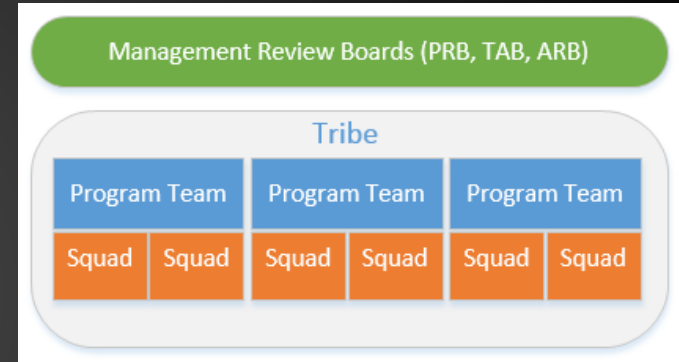 Management Review Boards (PRB, TAB, ARB)
Tribe
Program Team Program Team Program Team
Squad Squad Squad Squad Squad Squad